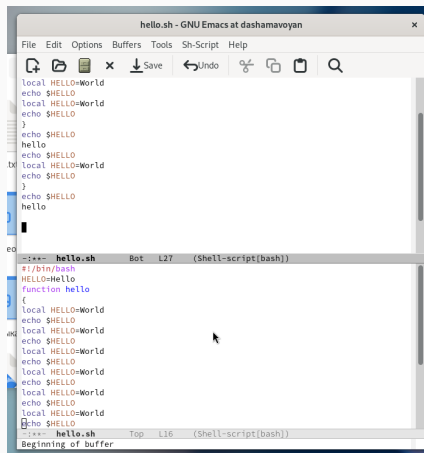 hello.sh - GNU Emacs at dashamavoyan
File Edit Options Buffers Tools Sh-Script Help
Save Undo
local HELLO=World
echo $HELLO
local HELLO=World
echo $HELLO
}
echo $HELLO
hello
echo $HELLO
local HELLO=World
echo $HELLO
}
echo $HELLO
hello
-:**- hello.sh Bot L27 (Shell-script[bash])
#!/bin/bash
HELLO=Hello
function hello
{
local HELLO=World
echo $HELLO
local HELLO=World
echo $HELLO
local HELLO=World
echo $HELLO
local HELLO=World
echo $HELLO
local HELLO=World
echo $HELLO
local HELLO=World
echo $HELLO
-:**- hello.sh Top L16 (Shell-script[bash])
Beginning of buffer